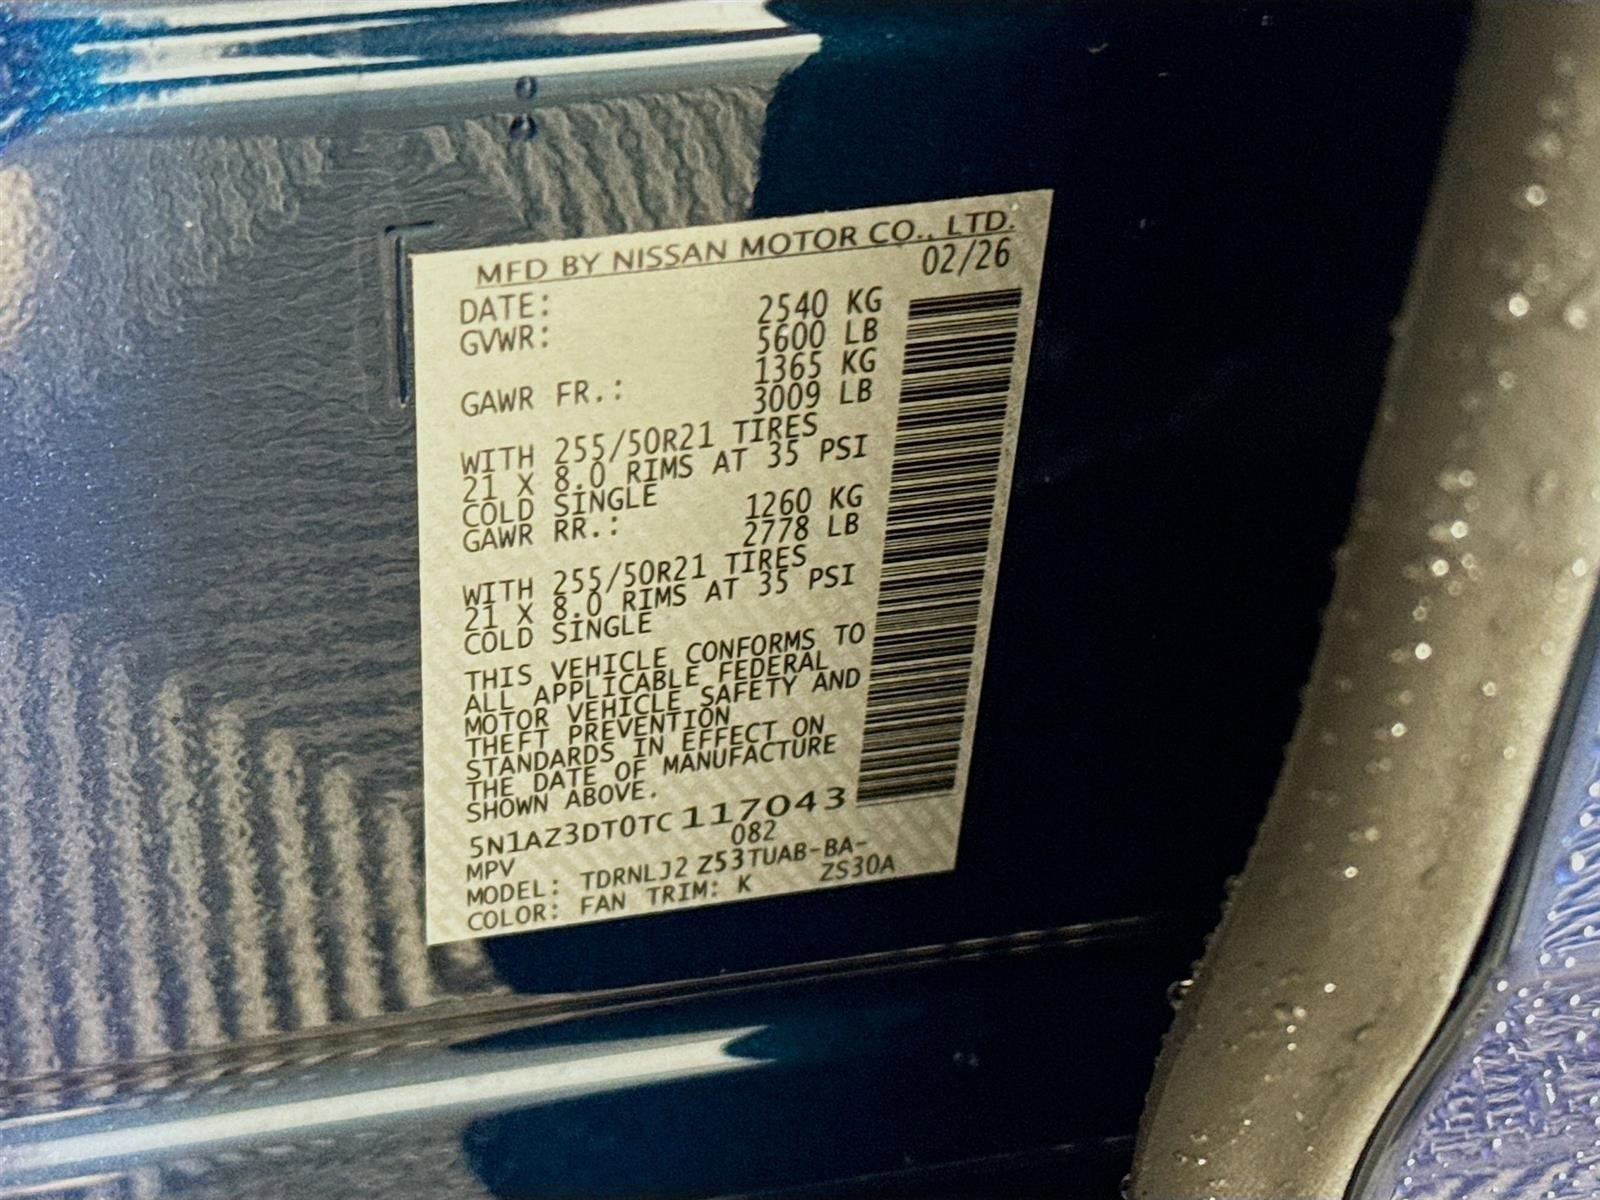 MFD BY NISSAN MOTOR CO., LTD.
DATE: 02/26
GVWR: 2540 KG
5600 LB
GAWR FR.: 1365 KG
3009 LB
WITH 255/50R21 TIRES
21 X 8.0 RIMS AT 35 PSI
COLD SINGLE
GAWR RR.: 1260 KG
2778 LB
WITH 255/50R21 TIRES
21 X 8.0 RIMS AT 35 PSI
COLD SINGLE
THIS VEHICLE CONFORMS TO
ALL APPLICABLE FEDERAL
MOTOR VEHICLE SAFETY AND
THEFT PREVENTION
STANDARDS IN EFFECT ON
THE DATE OF MANUFACTURE
SHOWN ABOVE.
5N1AZ3DT0TC117043
MPV 082
MODEL: TDRNLJ2 Z53TUAB-BA-
COLOR: FAN TRIM: K ZS30A